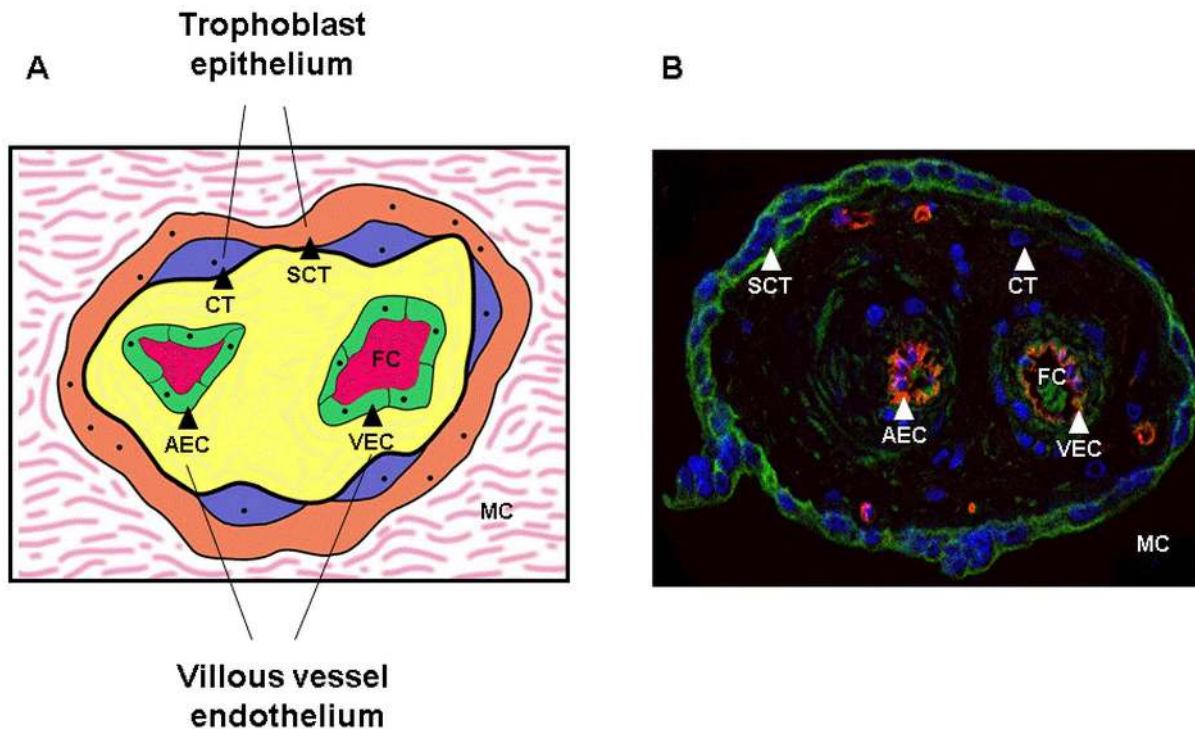 Trophoblast
epithelium
A
B
SCT
CT
FC
AEC
VEC
MC
SCT
CT
FC
AEC
VEC
MC
Villous vessel
endothelium